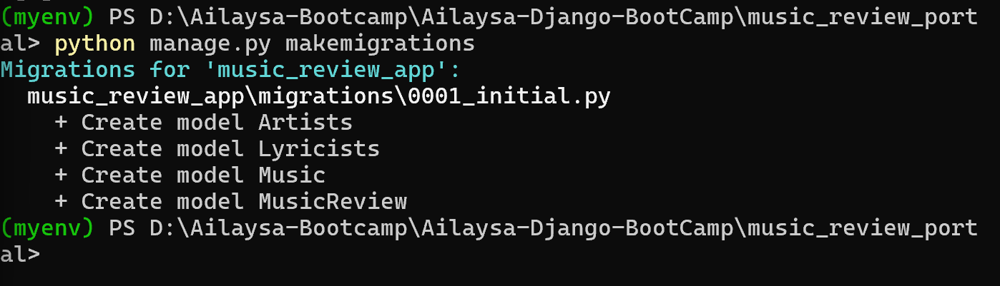 (myenv) PS D:\Ailaysa-Bootcamp\Ailaysa-Django-BootCamp\music_review_port
al> python manage.py makemigrations
Migrations for 'music_review_app':
  music_review_app\migrations\0001_initial.py
    + Create model Artists
    + Create model Lyricists
    + Create model Music
    + Create model MusicReview
(myenv) PS D:\Ailaysa-Bootcamp\Ailaysa-Django-BootCamp\music_review_port
al>